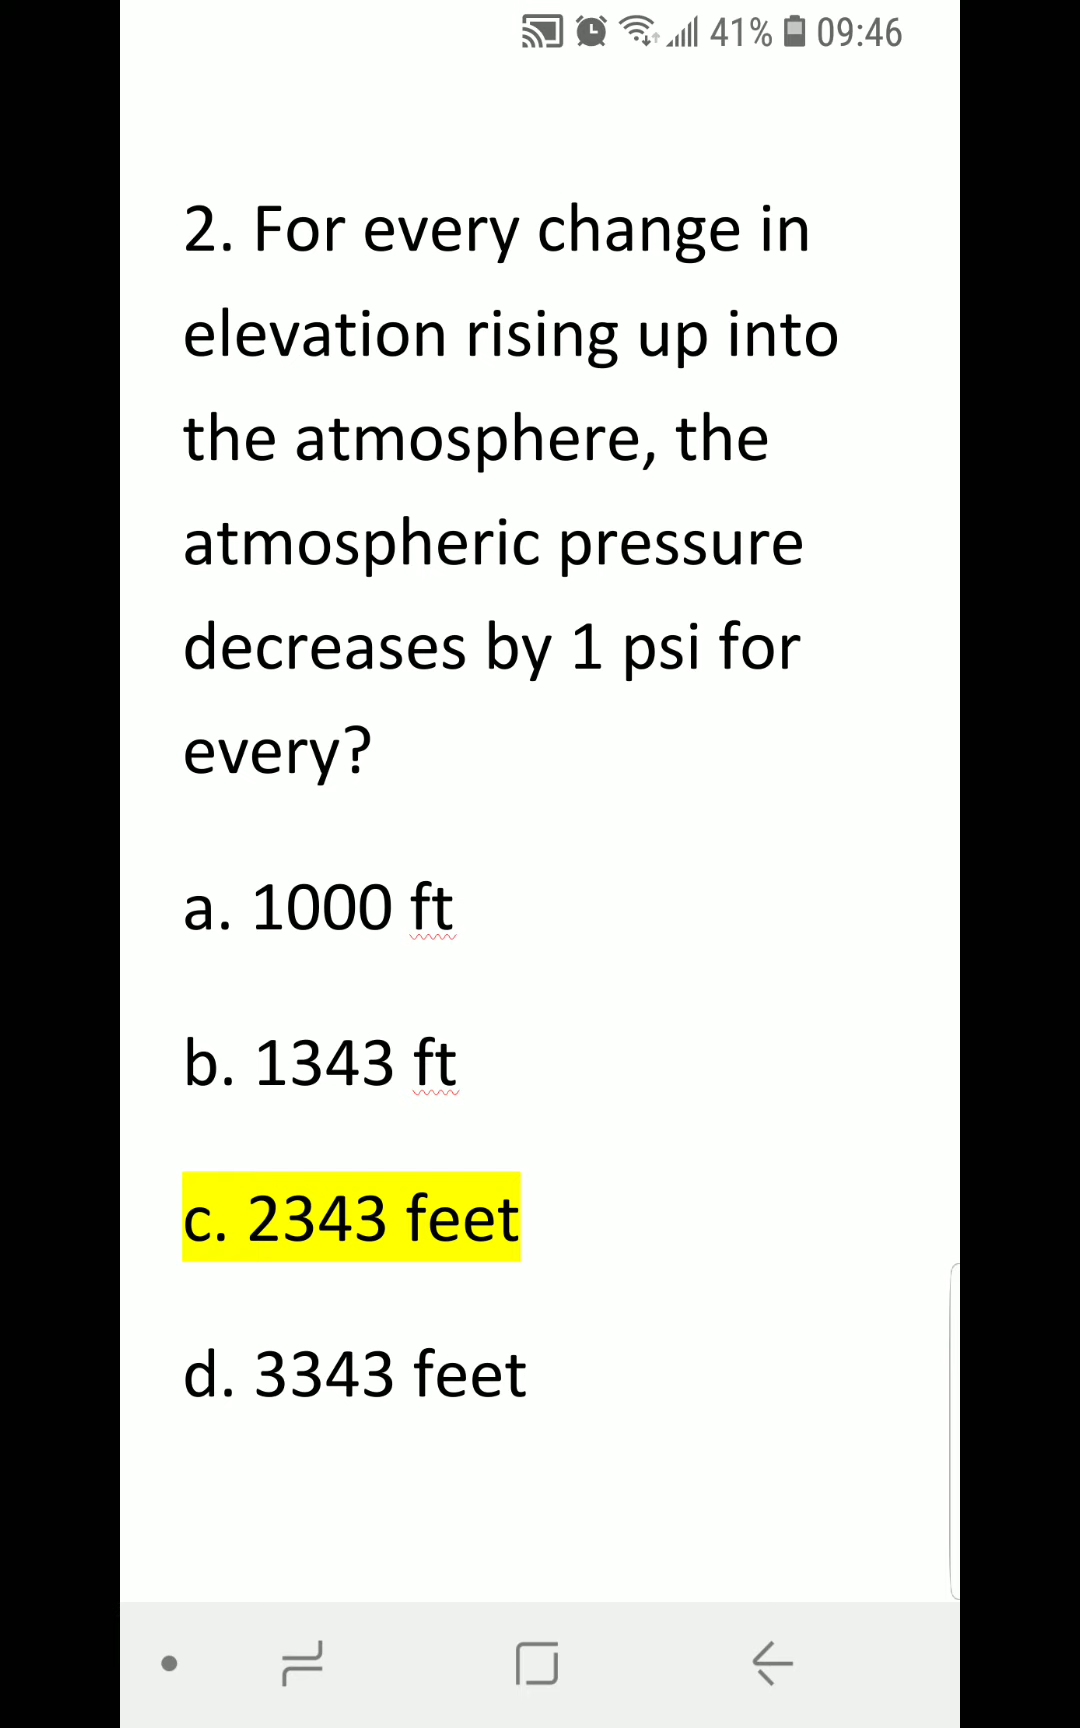 41% 09:46
2. For every change in
elevation rising up into
the atmosphere, the
atmospheric pressure
decreases by 1 psi for
every?
a. 1000 ft
b. 1343 ft
c. 2343 feet
d. 3343 feet